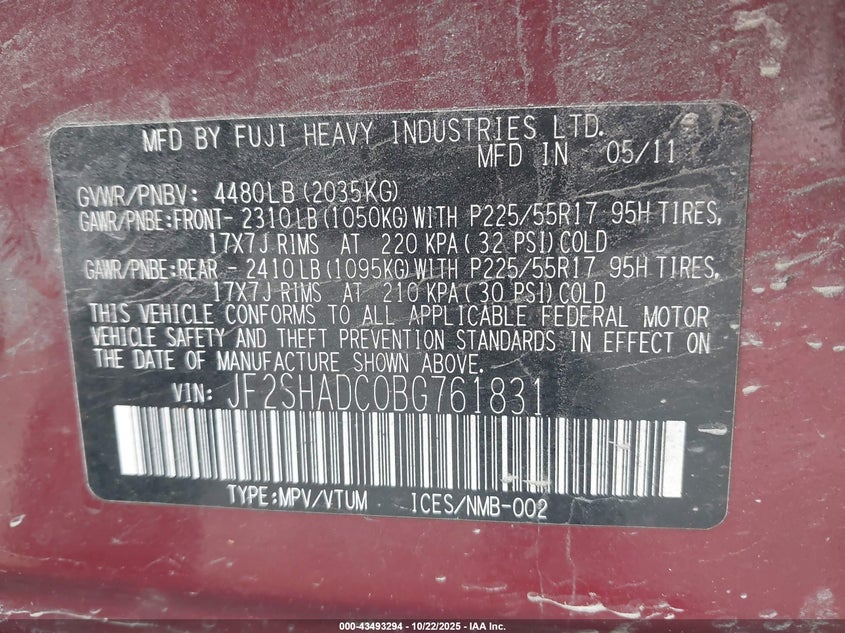 MFD BY FUJI HEAVY INDUSTRIES LTD.
MFD IN 05/11
GVWR/PNBV: 4480LB (2035KG)
GAWR/PNBE:FRONT- 2310LB (1050KG) WITH P225/55R17 95H TIRES,
17X7J RIMS AT 220 KPA ( 32 PSI) COLD
GAWR/PNBE:REAR - 2410LB (1095KG) WITH P225/55R17 95H TIRES,
17X7J RIMS AT 210 KPA ( 30 PSI) COLD
THIS VEHICLE CONFORMS TO ALL APPLICABLE FEDERAL MOTOR
VEHICLE SAFETY AND THEFT PREVENTION STANDARDS IN EFFECT ON
THE DATE OF MANUFACTURE SHOWN ABOVE.
VIN: JF2SHADC0BG761831
TYPE:MPV/VTUM ICES/NMB-002
000-43493294 - 10/22/2025 - IAA Inc.